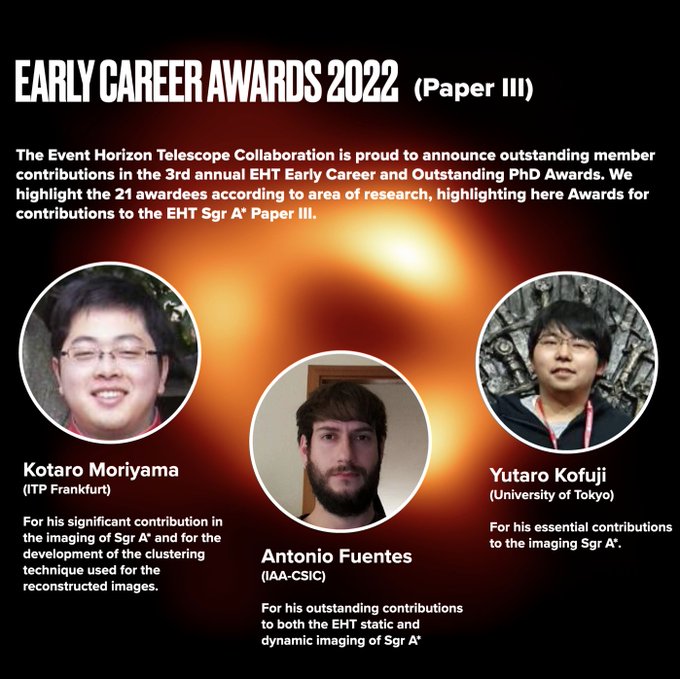 EARLY CAREER AWARDS 2022 (Paper III)
The Event Horizon Telescope Collaboration is proud to announce outstanding member
contributions in the 3rd annual EHT Early Career and Outstanding PhD Awards. We
highlight the 21 awardees according to area of research, highlighting here Awards for
contributions to the EHT Sgr A* Paper III.
Kotaro Moriyama
(ITP Frankfurt)
For his significant contribution in
the imaging of Sgr A* and for the
development of the clustering
technique used for the
reconstructed images.
Antonio Fuentes
(IAA-CSIC)
For his outstanding contributions
to both the EHT static and
dynamic imaging of Sgr A*
Yutaro Kofuji
(University of Tokyo)
For his essential contributions
to the imaging Sgr A*.